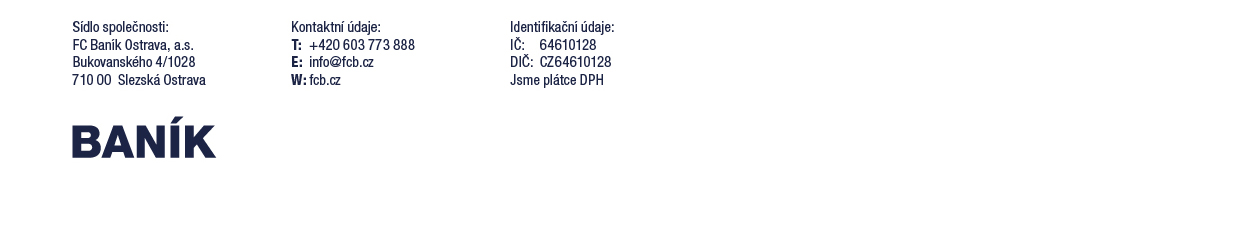 Sídlo společnosti:
FC Baník Ostrava, a.s.
Bukovanského 4/1028
710 00 Slezská Ostrava
Kontaktní údaje:
T: +420 603 773 888
E: info@fcb.cz
W: fcb.cz
Identifikační údaje:
IČ: 64610128
DIČ: CZ64610128
Jsme plátce DPH
BANÍK